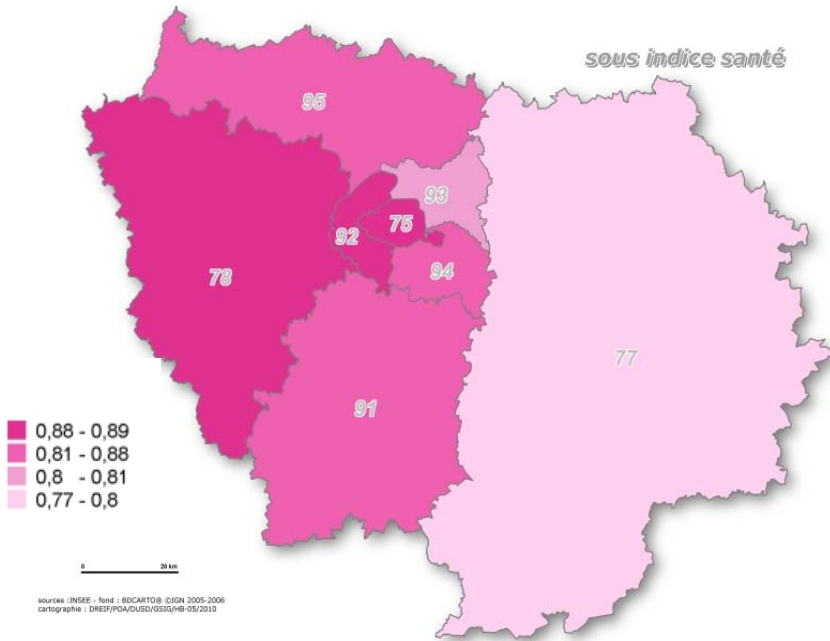 sous indice santé
95
93
75
92
94
78
77
91
0,88 - 0,89
0,81 - 0,88
0,8 - 0,81
0,77 - 0,8
0 20 km
sources :INSEE - fond : BDCARTO® ©IGN 2005-2006
cartographie : DREIF/POA/DUSD/GSIG/HB-05/2010